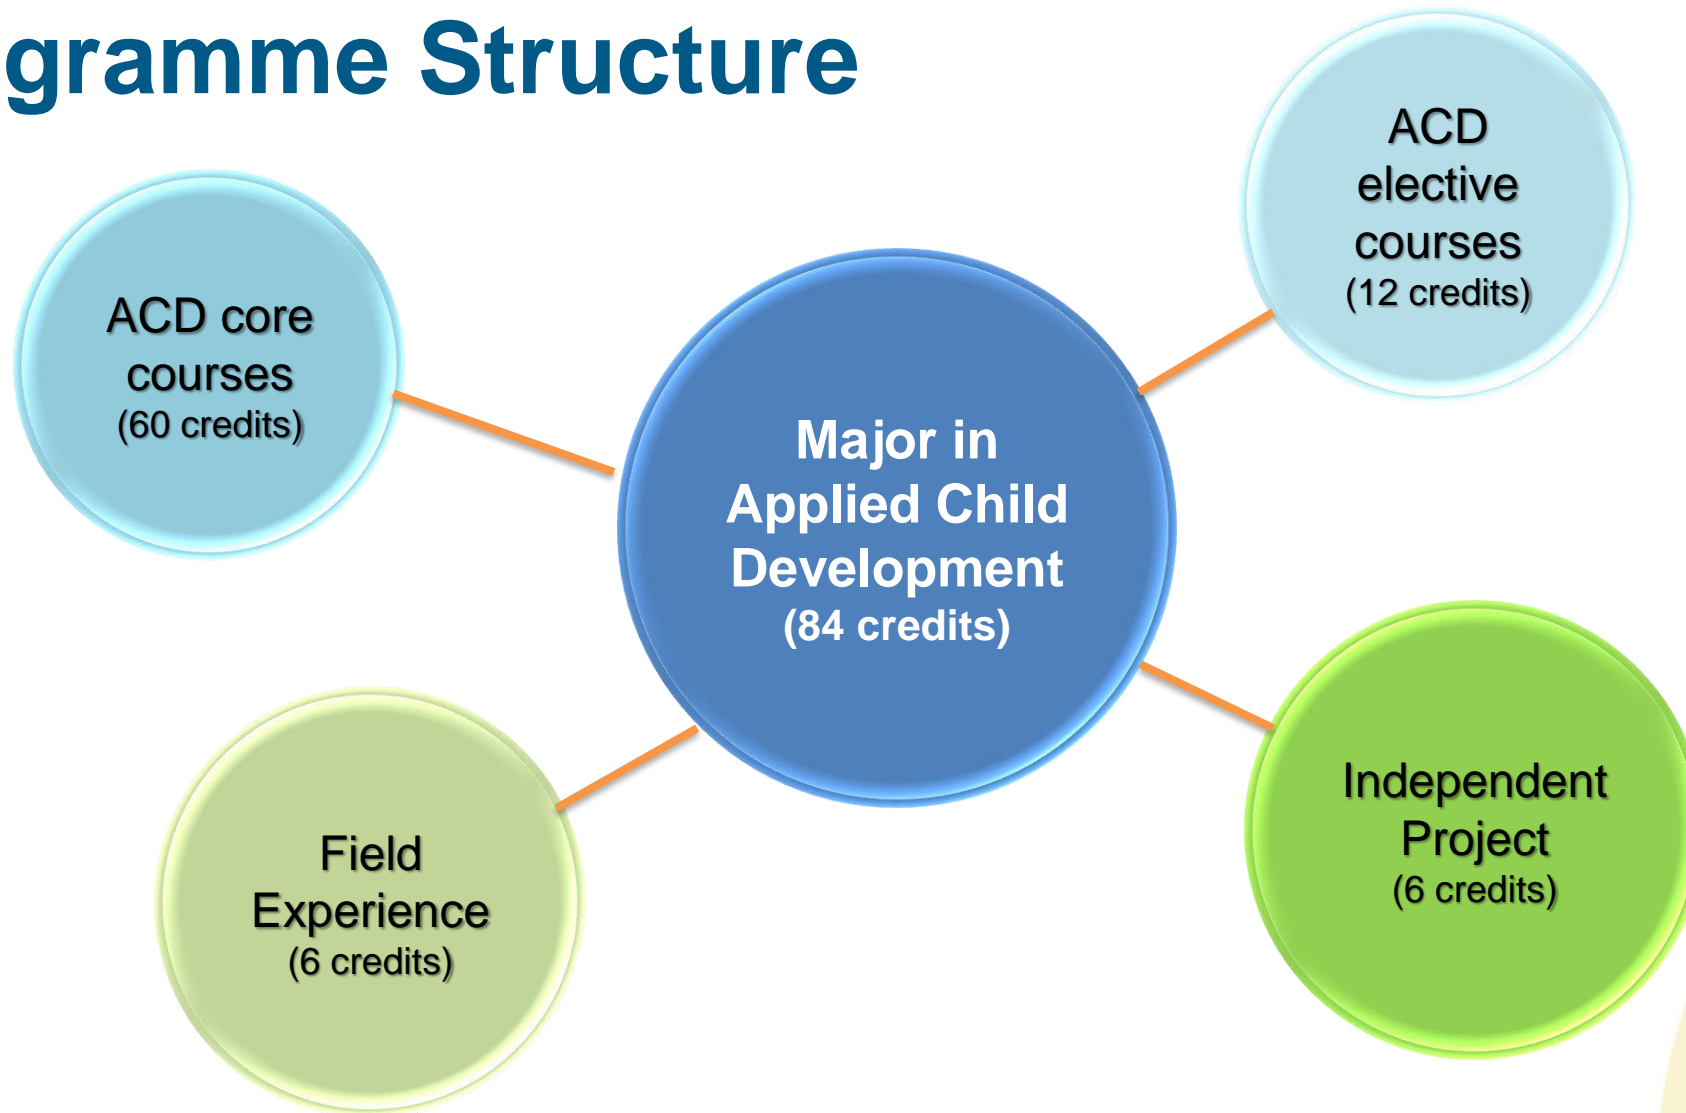 gramme Structure
ACD core
courses
(60 credits)
ACD
elective
courses
(12 credits)
Major in
Applied Child
Development
(84 credits)
Field
Experience
(6 credits)
Independent
Project
(6 credits)